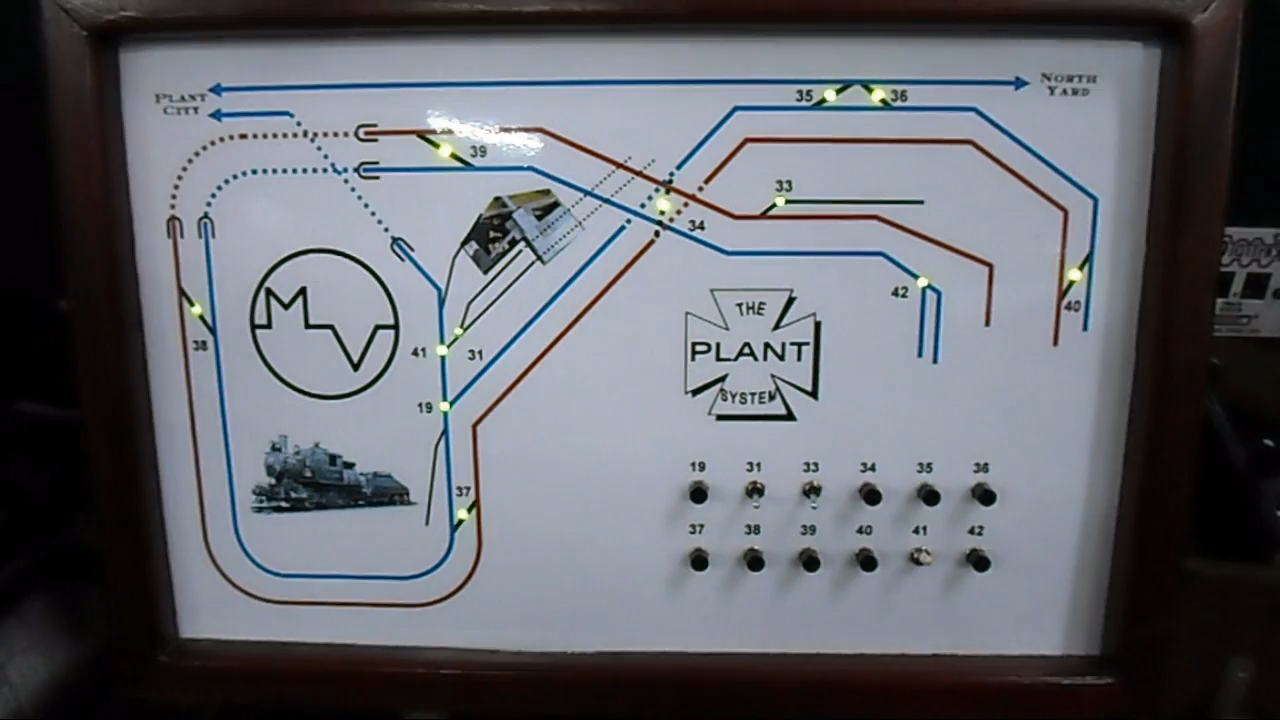 PLANT
CITY
NORTH
YARD
35
36
39
33
34
42
40
38
41
31
19
37
MV
THE
PLANT
SYSTEM
19 31 33 34 35 36
37 38 39 40 41 42